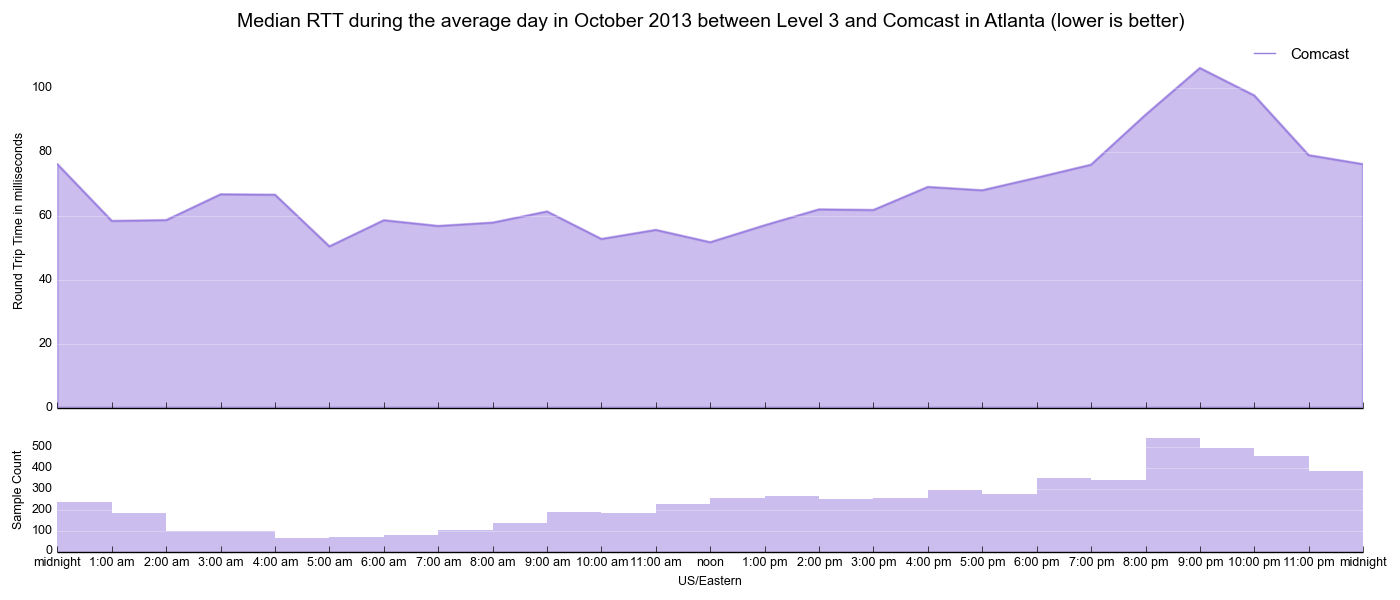 Median RTT during the average day in October 2013 between Level 3 and Comcast in Atlanta (lower is better)
Comcast
Round Trip Time in milliseconds
100
80
60
40
20
0
Sample Count
500
400
300
200
100
0
midnight 1:00 am 2:00 am 3:00 am 4:00 am 5:00 am 6:00 am 7:00 am 8:00 am 9:00 am 10:00 am 11:00 am noon 1:00 pm 2:00 pm 3:00 pm 4:00 pm 5:00 pm 6:00 pm 7:00 pm 8:00 pm 9:00 pm 10:00 pm 11:00 pm midnight
US/Eastern